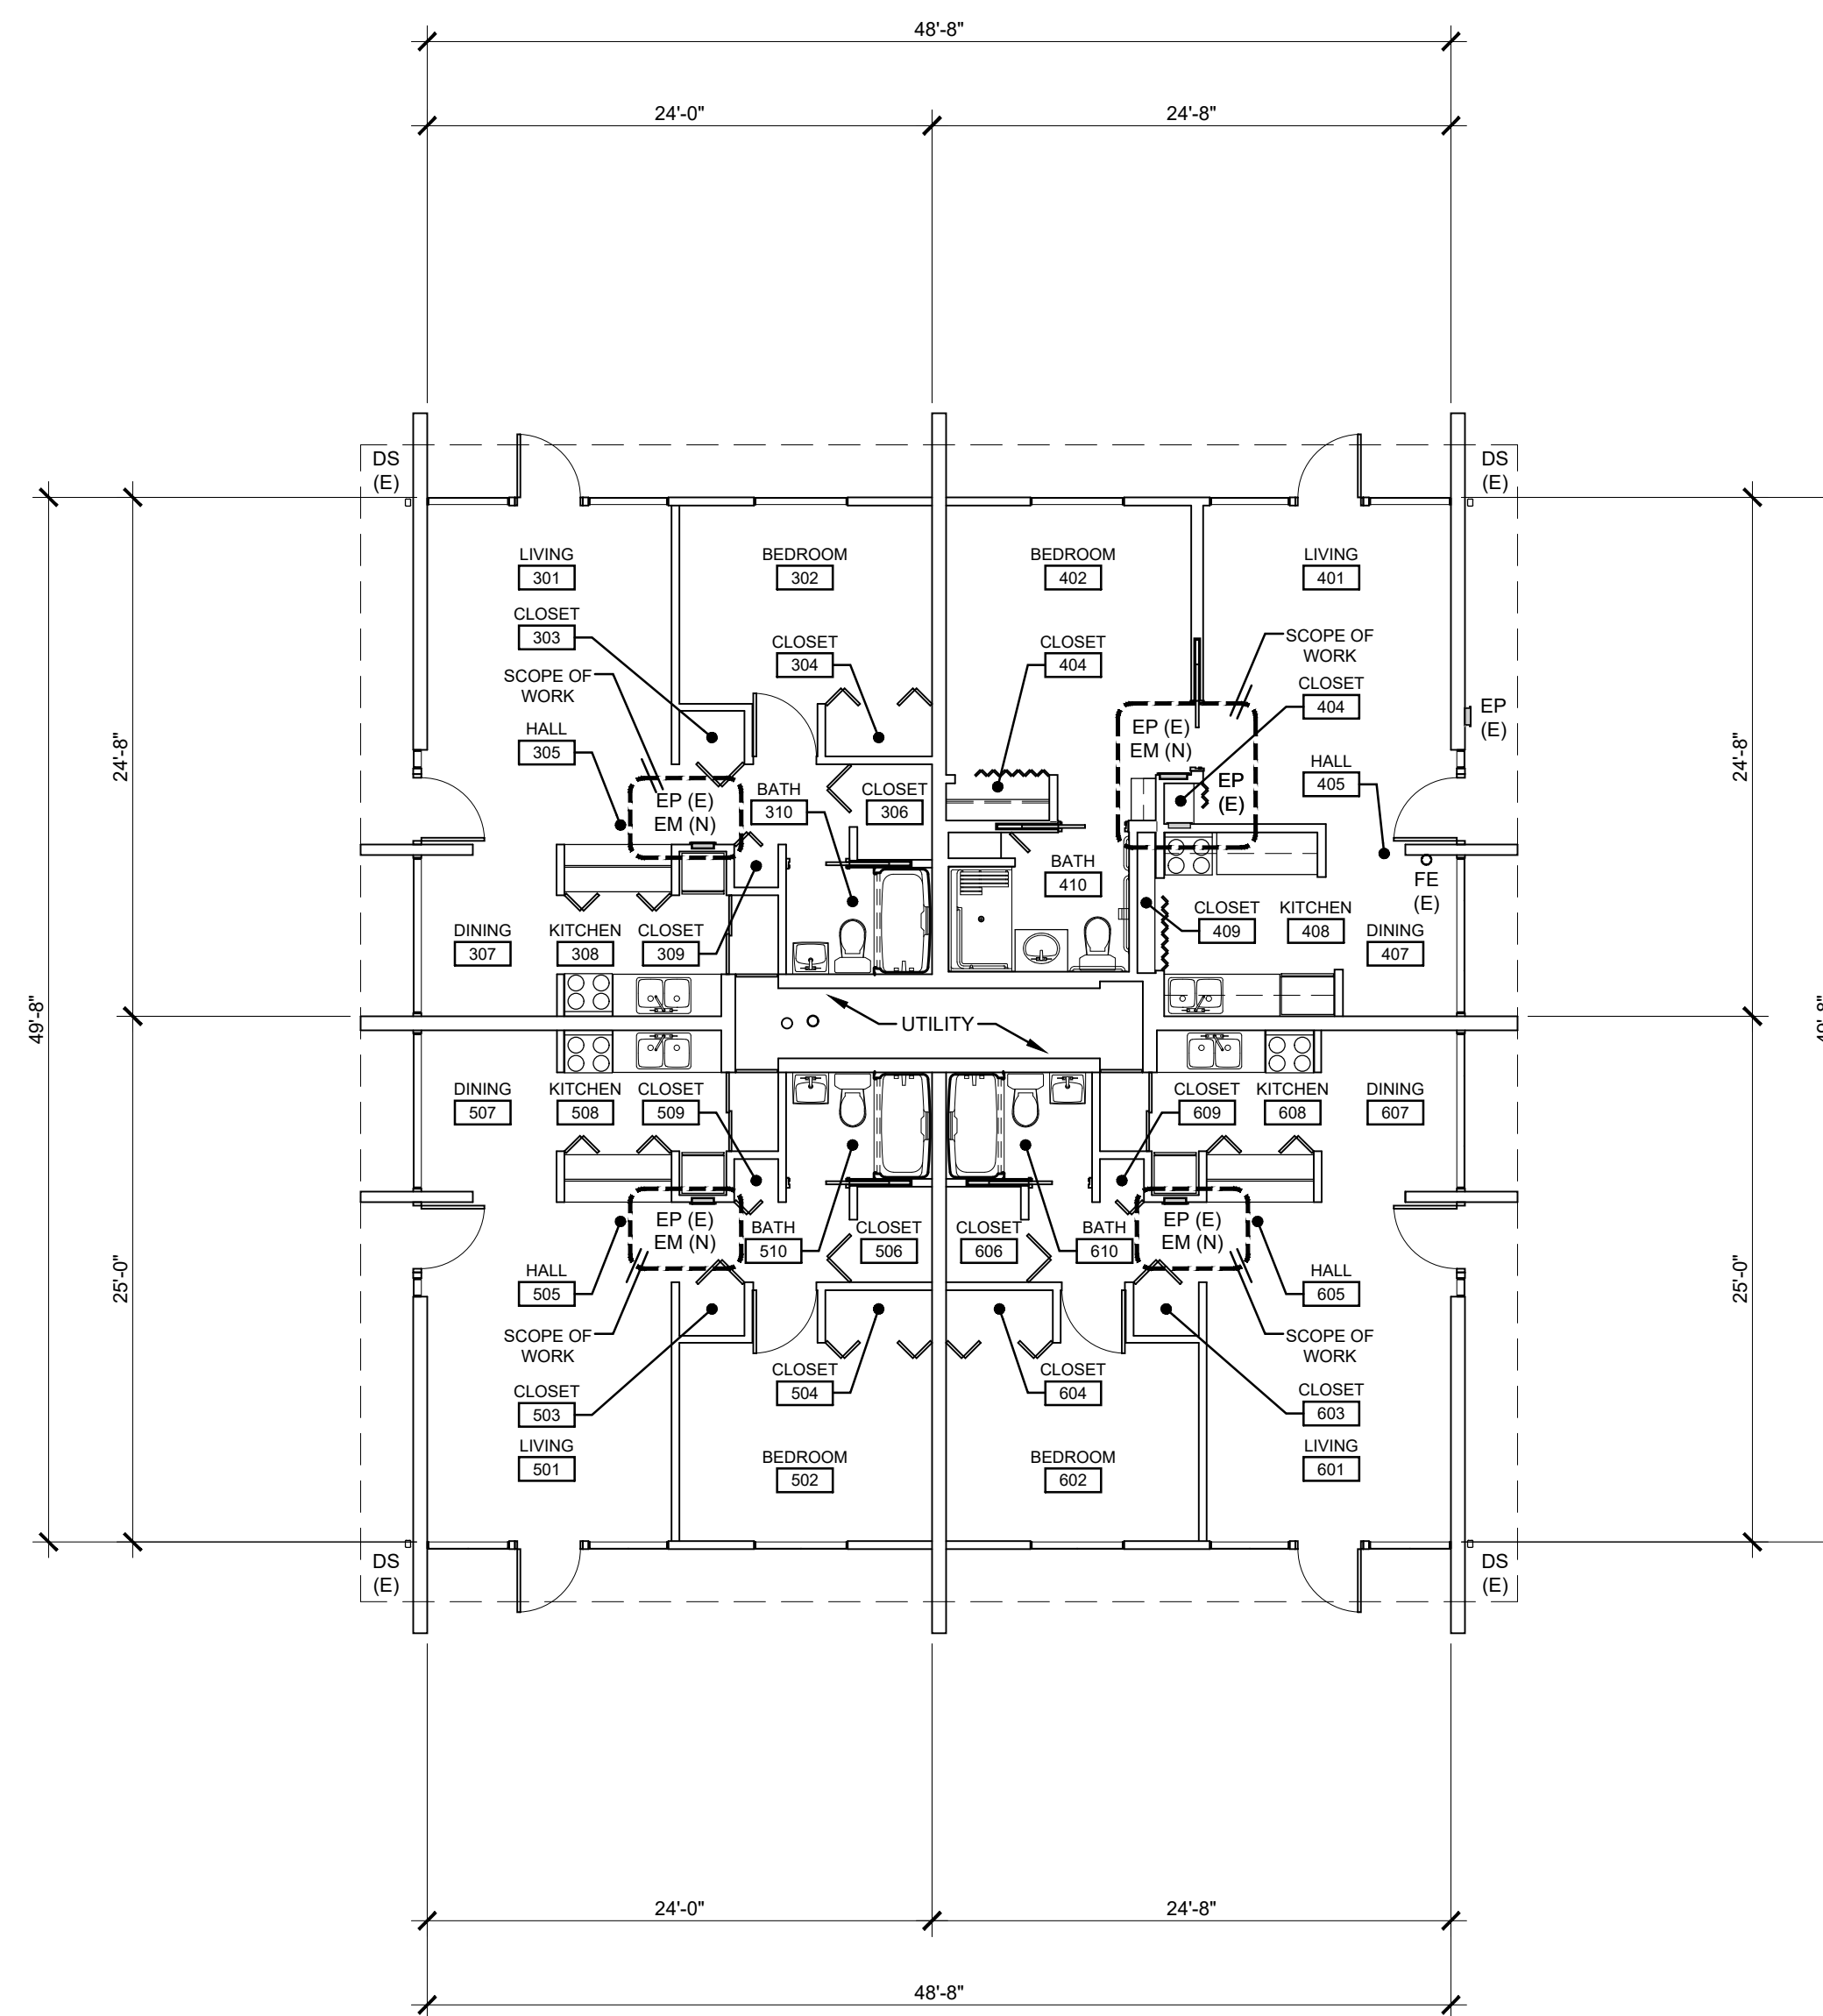 48'-8"
24'-0"
24'-8"
DS
(E)
DS
(E)
LIVING
301
BEDROOM
302
BEDROOM
402
LIVING
401
CLOSET
303
CLOSET
304
CLOSET
404
SCOPE OF
WORK
SCOPE OF
WORK
CLOSET
404
HALL
305
EP (E)
EM (N)
EP
(E)
EP (E)
EM (N)
BATH
310
CLOSET
306
EP
(E)
HALL
405
24'-8"
24'-8"
BATH
410
FE
(E)
DINING
307
KITCHEN
308
CLOSET
309
CLOSET
409
KITCHEN
408
DINING
407
49'-8"
49'-8"
UTILITY
DINING
507
KITCHEN
508
CLOSET
509
CLOSET
609
KITCHEN
608
DINING
607
EP (E)
EM (N)
BATH
510
CLOSET
506
CLOSET
606
BATH
610
EP (E)
EM (N)
25'-0"
25'-0"
HALL
505
HALL
605
SCOPE OF
WORK
SCOPE OF
WORK
CLOSET
503
CLOSET
504
CLOSET
604
CLOSET
603
LIVING
501
BEDROOM
502
BEDROOM
602
LIVING
601
DS
(E)
DS
(E)
24'-0"
24'-8"
48'-8"